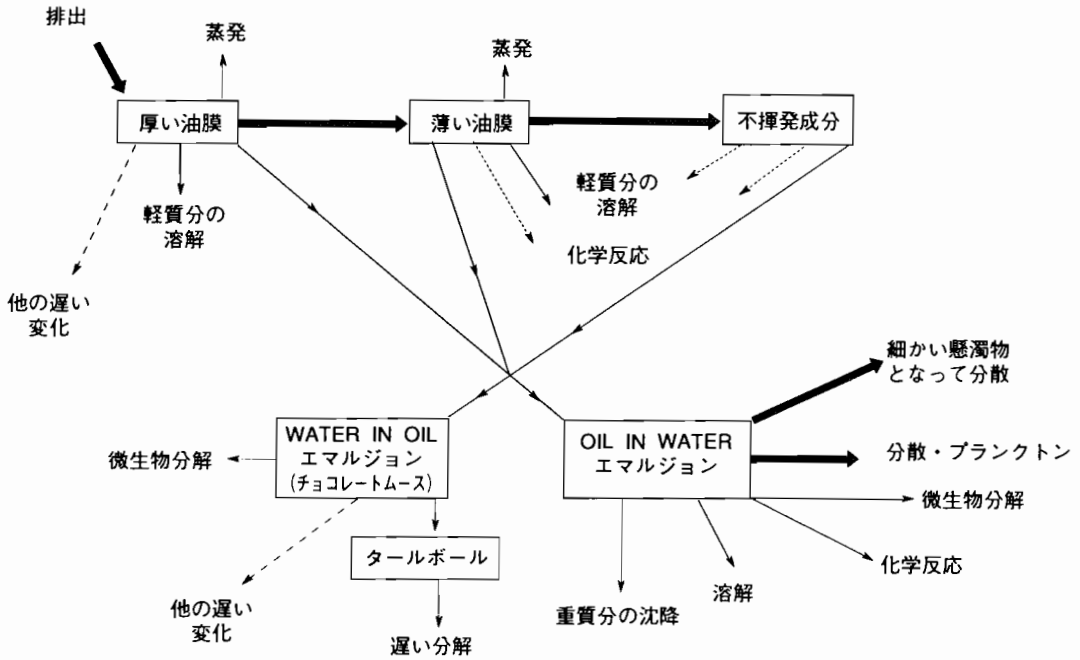 排出
蒸発
蒸発
厚い油膜
薄い油膜
不揮発成分
軽質分の
溶解
軽質分の
溶解
化学反応
他の遅い
変化
細かい懸濁物
となって分散
WATER IN OIL
エマルジョン
(チョコレートムース)
OIL IN WATER
エマルジョン
微生物分解
分散・プランクトン
微生物分解
タールボール
化学反応
他の遅い
変化
重質分の沈降
溶解
遅い分解